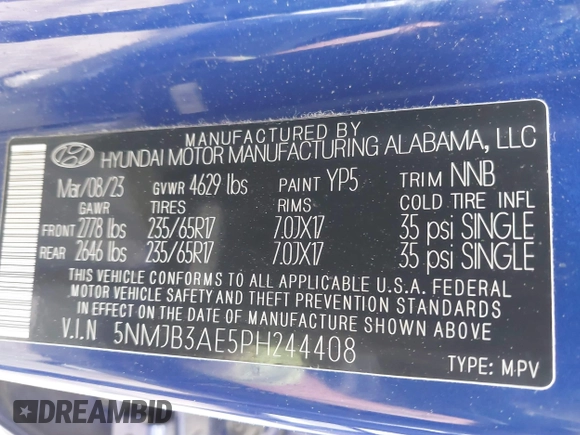 MANUFACTURED BY
HYUNDAI MOTOR MANUFACTURING ALABAMA, LLC
Mar/08/23 GVWR 4629 lbs PAINT YP5 TRIM NNB
GAWR TIRES RIMS COLD TIRE INFL
FRONT 2778 lbs 235/65R17 7.0JX17 35 psi SINGLE
REAR 2646 lbs 235/65R17 7.0JX17 35 psi SINGLE
THIS VEHICLE CONFORMS TO ALL APPLICABLE U.S.A. FEDERAL
MOTOR VEHICLE SAFETY AND THEFT PREVENTION STANDARDS
IN EFFECT ON THE DATE OF MANUFACTURE SHOWN ABOVE.
V.I.N 5NMJB3AE5PH244408
TYPE: MPV
DREAMBID